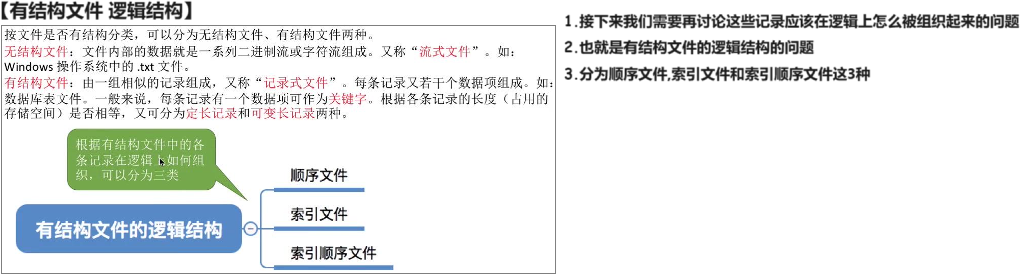 【有结构文件 逻辑结构】
按文件是否有结构分类，可以分为无结构文件、有结构文件两种。
无结构文件：文件内部的数据就是一系列二进制流或字符流组成。又称“流式文件”。如：
Windows 操作系统中的 .txt 文件。
有结构文件：由一组相似的记录组成，又称“记录式文件”。每条记录又若干个数据项组成。如：
数据库表文件。一般来说，每条记录有一个数据项可作为关键字。根据各条记录的长度（占用的
存储空间）是否相等，又可分为定长记录和可变长记录两种。
根据有结构文件中的各
条记录在逻辑上如何组
织，可以分为三类
有结构文件的逻辑结构
顺序文件
索引文件
索引顺序文件
1.接下来我们需要再讨论这些记录应该在逻辑上怎么被组织起来的问题
2.也就是有结构文件的逻辑结构的问题
3.分为顺序文件,索引文件和索引顺序文件这3种